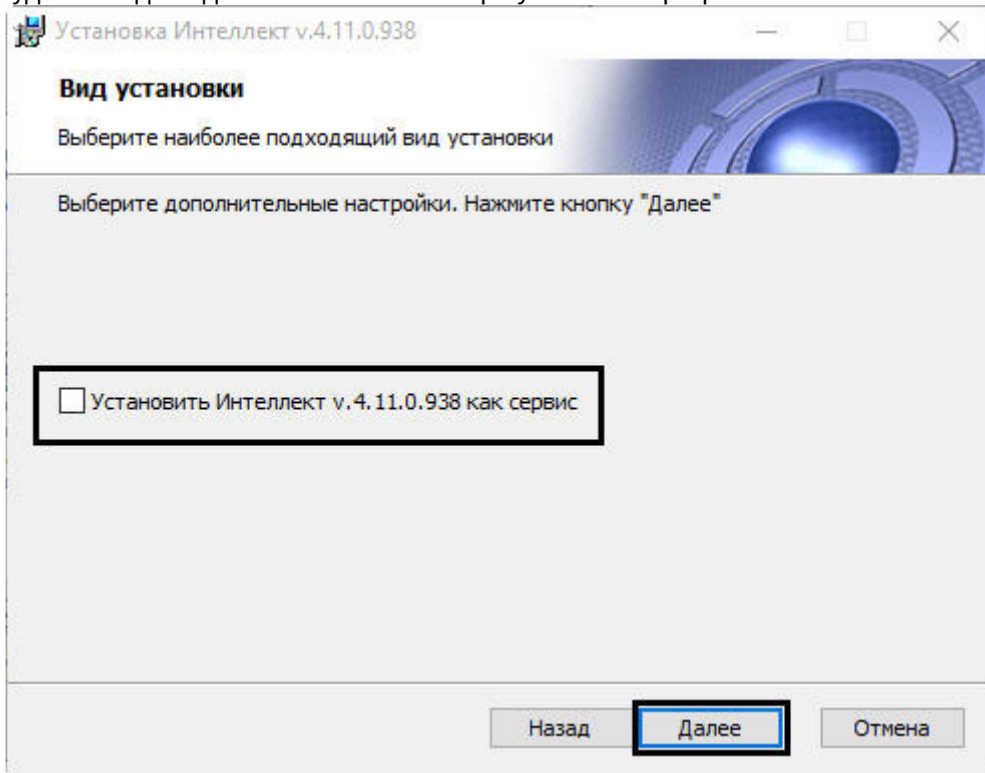 Установка Интеллект v.4.11.0.938
Вид установки
Выберите наиболее подходящий вид установки
Выберите дополнительные настройки. Нажмите кнопку "Далее"
Установить Интеллект v.4.11.0.938 как сервис
Назад Далее Отмена